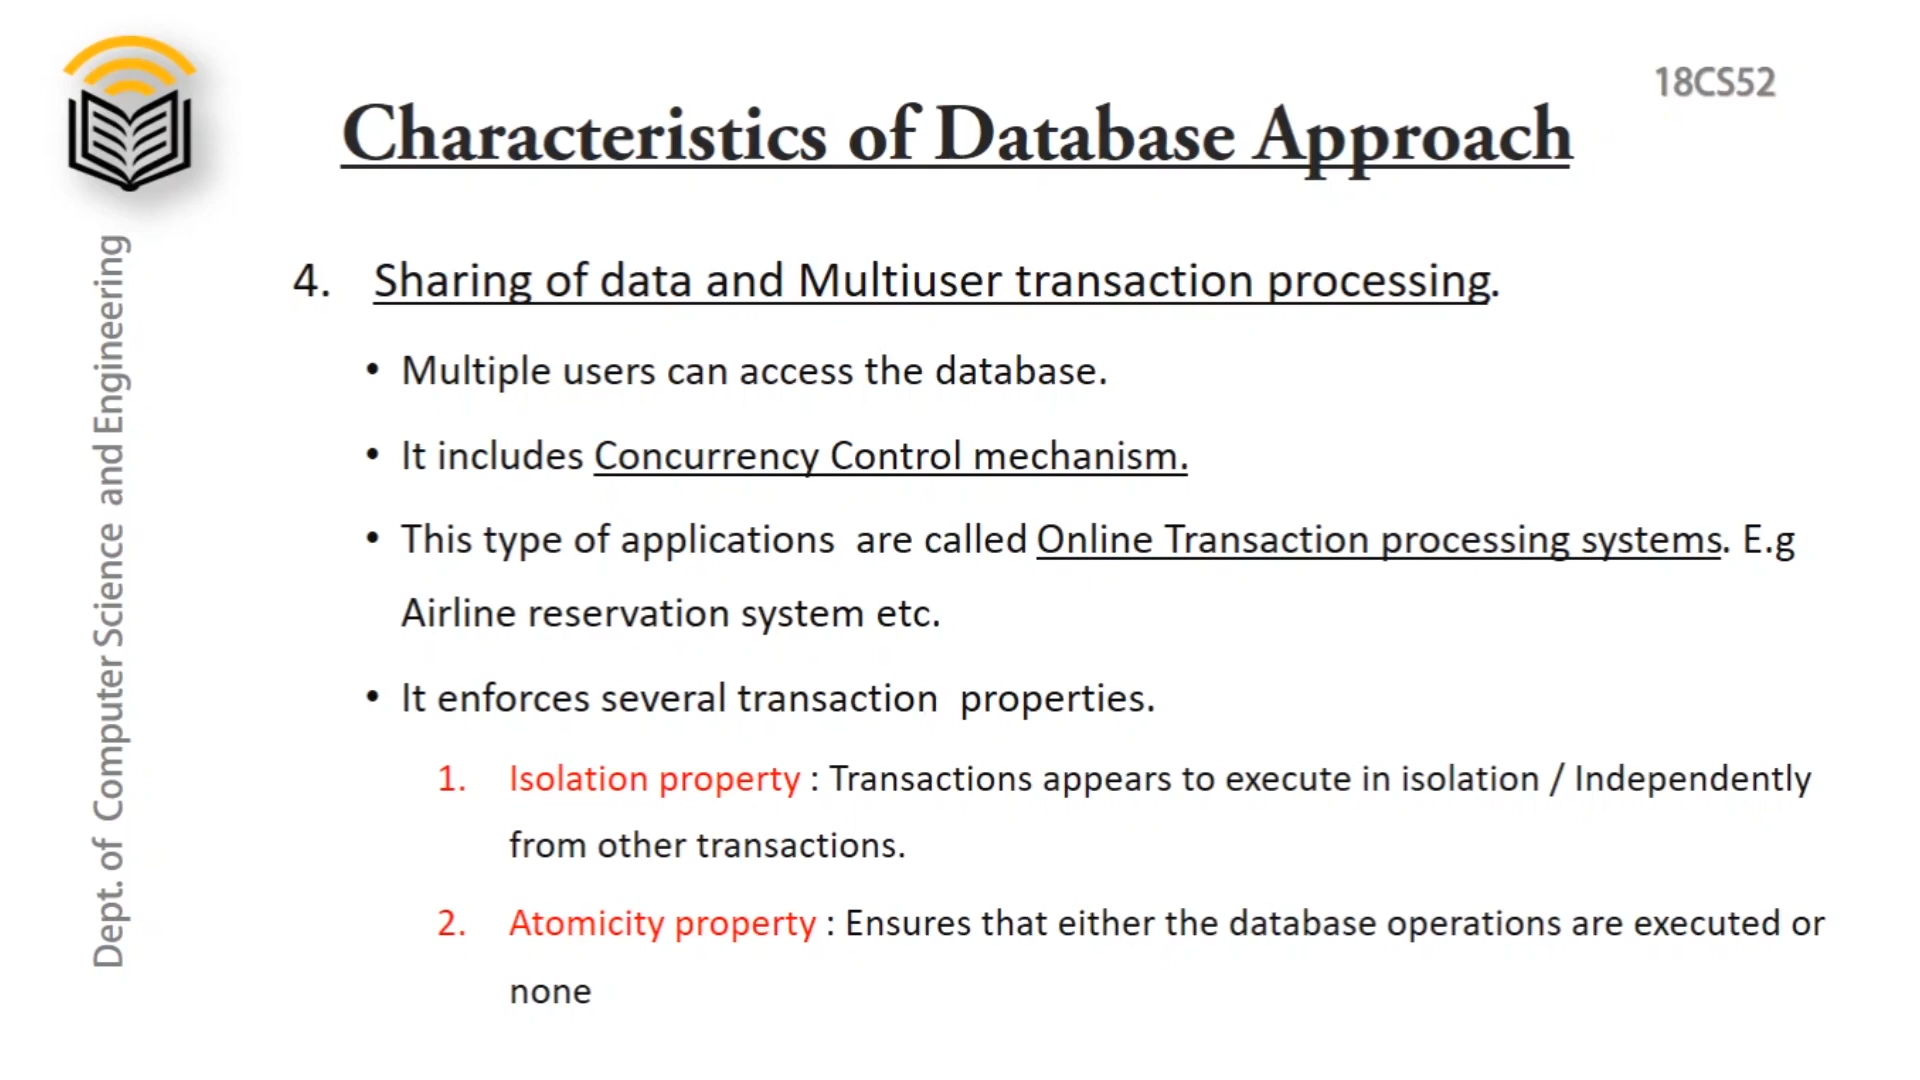 18CS52
Characteristics of Database Approach
4. Sharing of data and Multiuser transaction processing.
• Multiple users can access the database.
• It includes Concurrency Control mechanism.
• This type of applications are called Online Transaction processing systems. E.g
Airline reservation system etc.
• It enforces several transaction properties.
1. Isolation property : Transactions appears to execute in isolation / Independently
from other transactions.
2. Atomicity property : Ensures that either the database operations are executed or
none
Dept. of Computer Science and Engineering